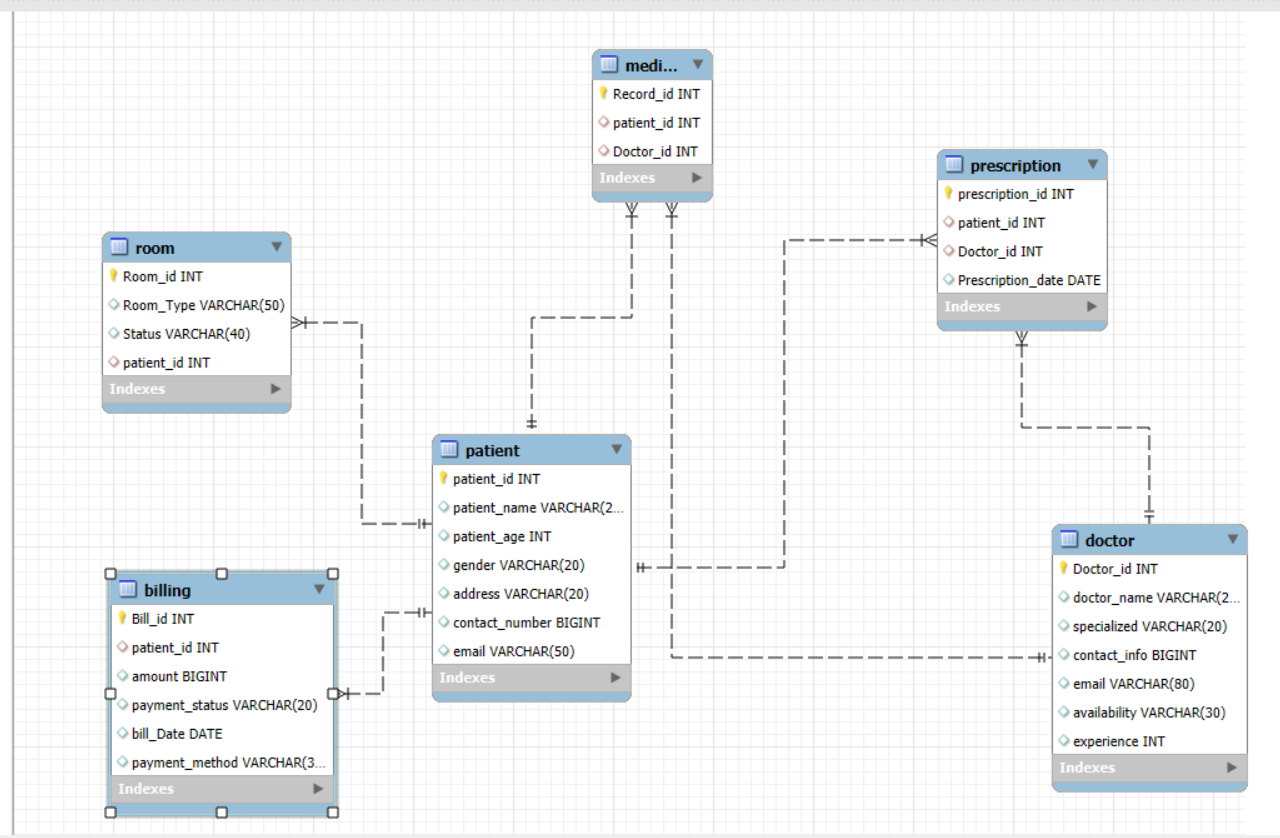 medi...
Record_id INT
patient_id INT
Doctor_id INT
Indexes
prescription
prescription_id INT
patient_id INT
Doctor_id INT
Prescription_date DATE
Indexes
room
Room_id INT
Room_Type VARCHAR(50)
Status VARCHAR(40)
patient_id INT
Indexes
patient
patient_id INT
patient_name VARCHAR(2...
patient_age INT
gender VARCHAR(20)
address VARCHAR(20)
contact_number BIGINT
email VARCHAR(50)
Indexes
billing
Bill_id INT
patient_id INT
amount BIGINT
payment_status VARCHAR(20)
bill_Date DATE
payment_method VARCHAR(3...
Indexes
doctor
Doctor_id INT
doctor_name VARCHAR(2...
specialized VARCHAR(20)
contact_info BIGINT
email VARCHAR(80)
availability VARCHAR(30)
experience INT
Indexes